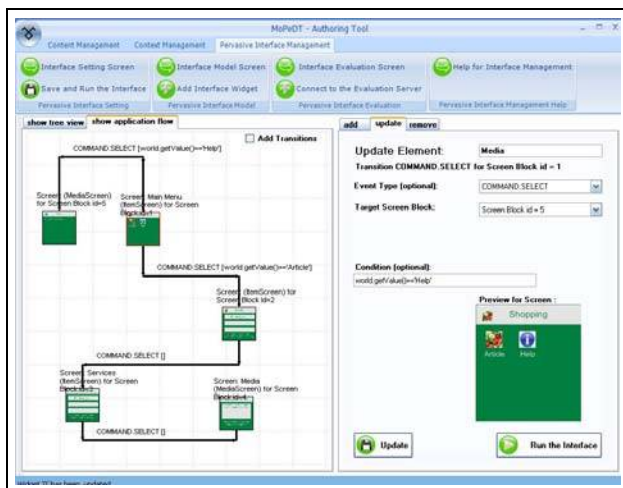 MoPeDT - Authoring Tool
Content Management Context Management Pervasive Interface Management
Interface Setting Screen Interface Model Screen Interface Evaluation Screen Help for Interface Management
Save and Run the Interface Add Interface Widget Connect to the Evaluation Server
Pervasive Interface Setting Pervasive Interface Model Pervasive Interface Evaluation Pervasive Interface Management Help
show tree view show application flow
Add Transitions
COMMAND.SELECT [world.getValue()=='Help']
Screen: (MediaScreen)
for Screen Block id=5
Screen: Main Menu
(ItemScreen) for Screen
Block id=1
COMMAND.SELECT [world.getValue()=='Article']
Screen: (ItemScreen) for
Screen Block id=2
COMMAND.SELECT []
Screen: Services
(ItemScreen) for Screen
Block id=3
Screen: Media
(MediaScreen) for Screen
Block id=4
COMMAND.SELECT []
add update remove
Update Element: Media
Transition COMMAND.SELECT for Screen Block id = 1
Event Type (optional): COMMAND.SELECT
Target Screen Block: Screen Block id = 5
Condition (optional):
world.getValue()=='Help'
Preview for Screen :
Shopping
Article Help
Update Run the Interface